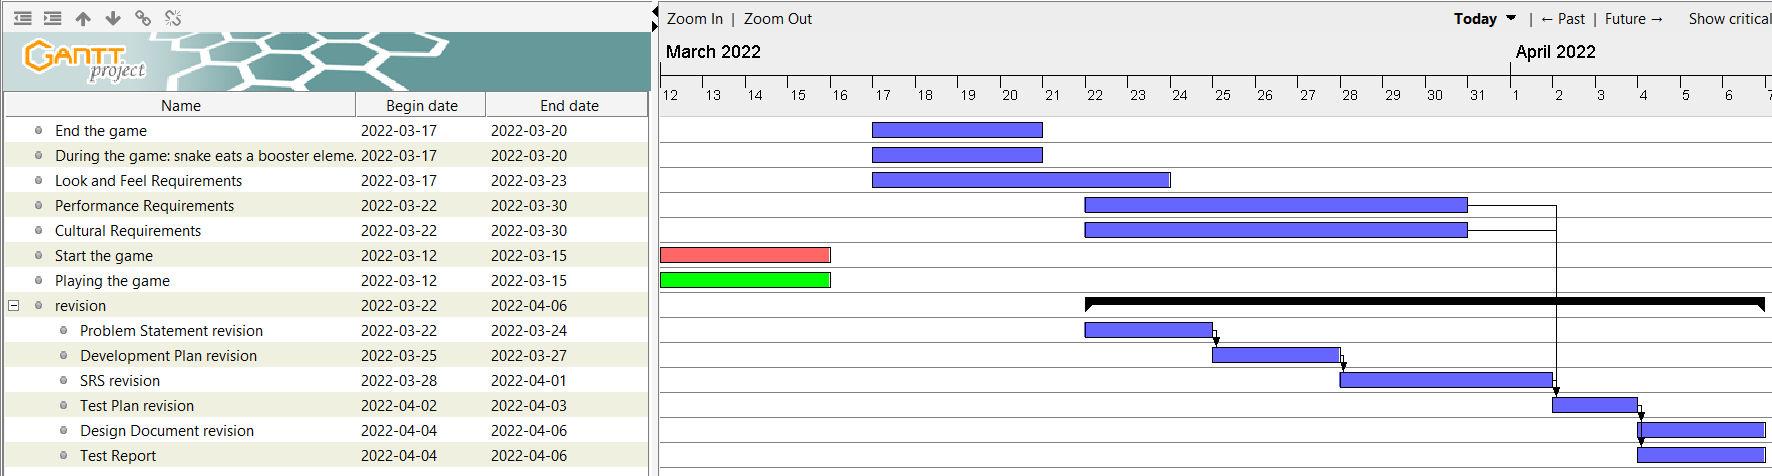 Zoom In | Zoom Out
Today | ← Past | Future → Show critical
GANTT
project
March 2022 April 2022
12 13 14 15 16 17 18 19 20 21 22 23 24 25 26 27 28 29 30 31 1 2 3 4 5 6 7
Name Begin date End date
End the game 2022-03-17 2022-03-20
During the game: snake eats a booster eleme. 2022-03-17 2022-03-20
Look and Feel Requirements 2022-03-17 2022-03-23
Performance Requirements 2022-03-22 2022-03-30
Cultural Requirements 2022-03-22 2022-03-30
Start the game 2022-03-12 2022-03-15
Playing the game 2022-03-12 2022-03-15
revision 2022-03-22 2022-04-06
Problem Statement revision 2022-03-22 2022-03-24
Development Plan revision 2022-03-25 2022-03-27
SRS revision 2022-03-28 2022-04-01
Test Plan revision 2022-04-02 2022-04-03
Design Document revision 2022-04-04 2022-04-06
Test Report 2022-04-04 2022-04-06